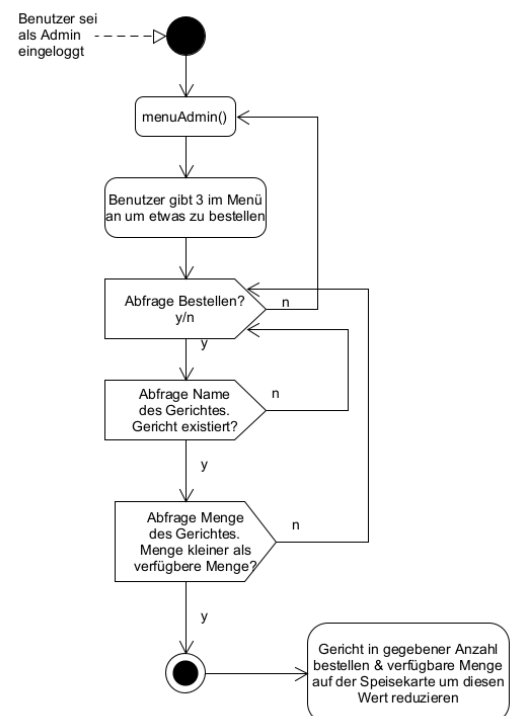 Benutzer sei
als Admin
eingeloggt
menuAdmin()
Benutzer gibt 3 im Menü
an um etwas zu bestellen
Abfrage Bestellen?
y/n
n
y
Abfrage Name
des Gerichtes.
Gericht existiert?
n
y
Abfrage Menge
des Gerichtes.
Menge kleiner als
verfügbere Menge?
n
y
Gericht in gegebener Anzahl
bestellen & verfügbare Menge
auf der Speisekarte um diesen
Wert reduzieren